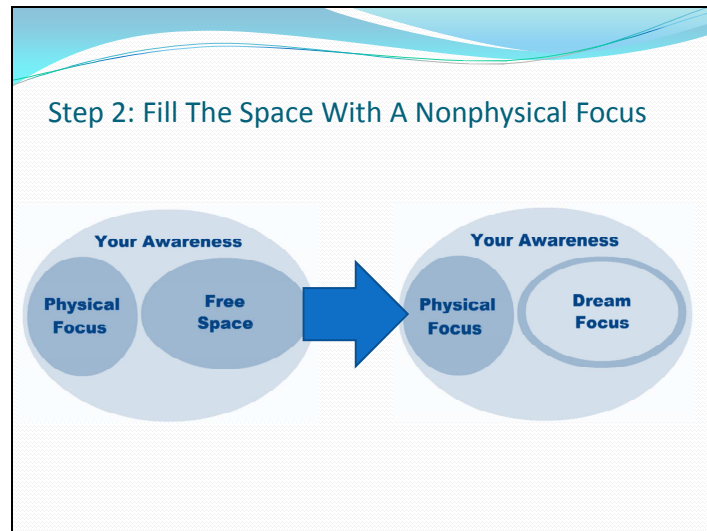 Step 2: Fill The Space With A Nonphysical Focus
Your Awareness
Physical
Focus
Free
Space
Your Awareness
Physical
Focus
Dream
Focus